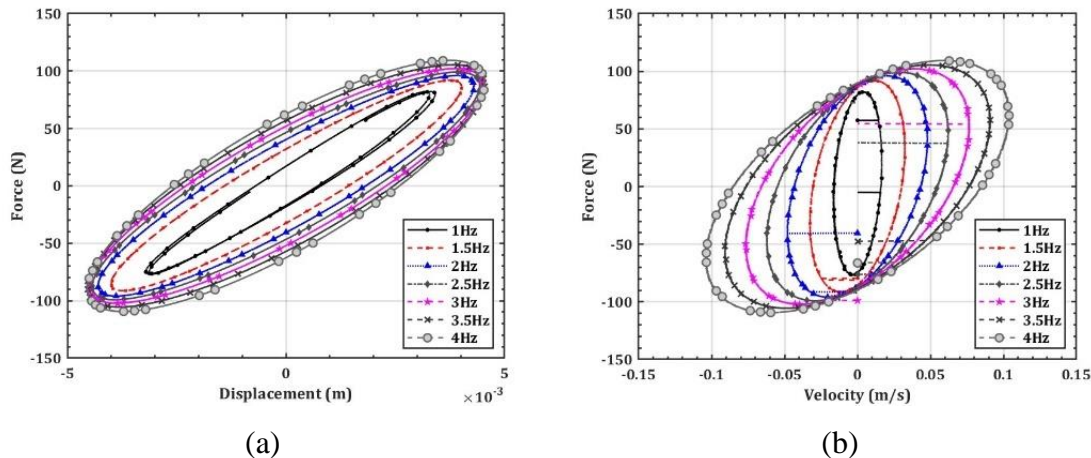 150
100
50
0
-50
-100
-150
Force (N)
-5
0
5
Displacement (m)
× 10⁻³
1Hz
1.5Hz
2Hz
2.5Hz
3Hz
3.5Hz
4Hz
(a)
150
100
50
0
-50
-100
-150
Force (N)
-0.15
-0.1
-0.05
0
0.05
0.1
0.15
Velocity (m/s)
1Hz
1.5Hz
2Hz
2.5Hz
3Hz
3.5Hz
4Hz
(b)